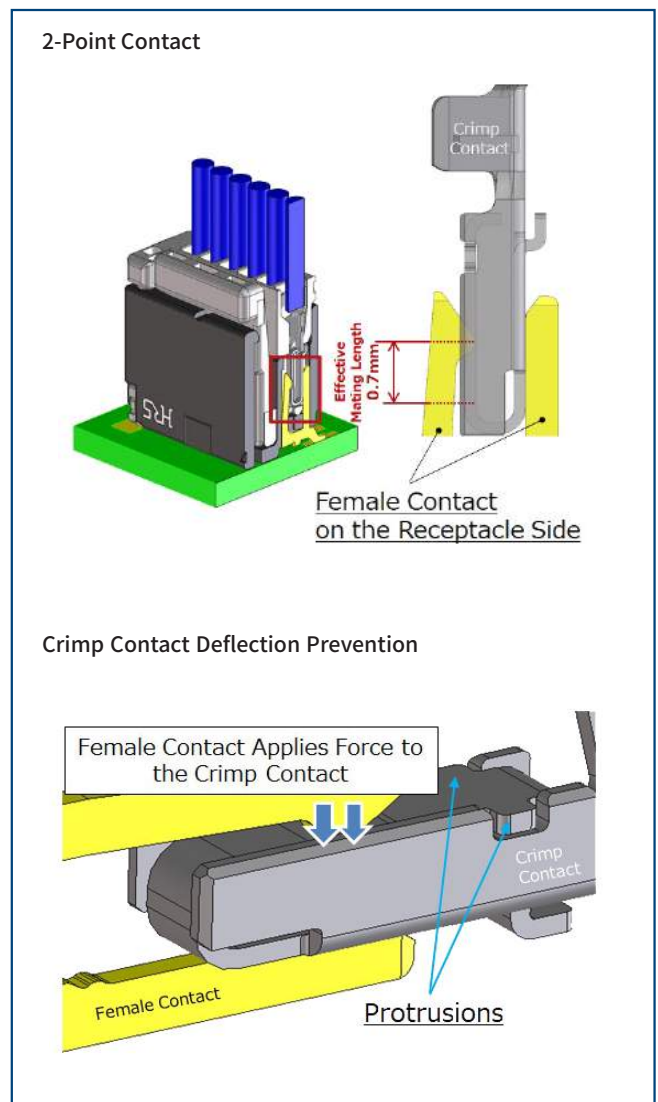 2-Point Contact
Crimp
Contact
Effective
Mating Length
0.7mm
HRS
Female Contact
on the Receptacle Side
Crimp Contact Deflection Prevention
Female Contact Applies Force to
the Crimp Contact
Crimp
Contact
Female Contact
Protrusions